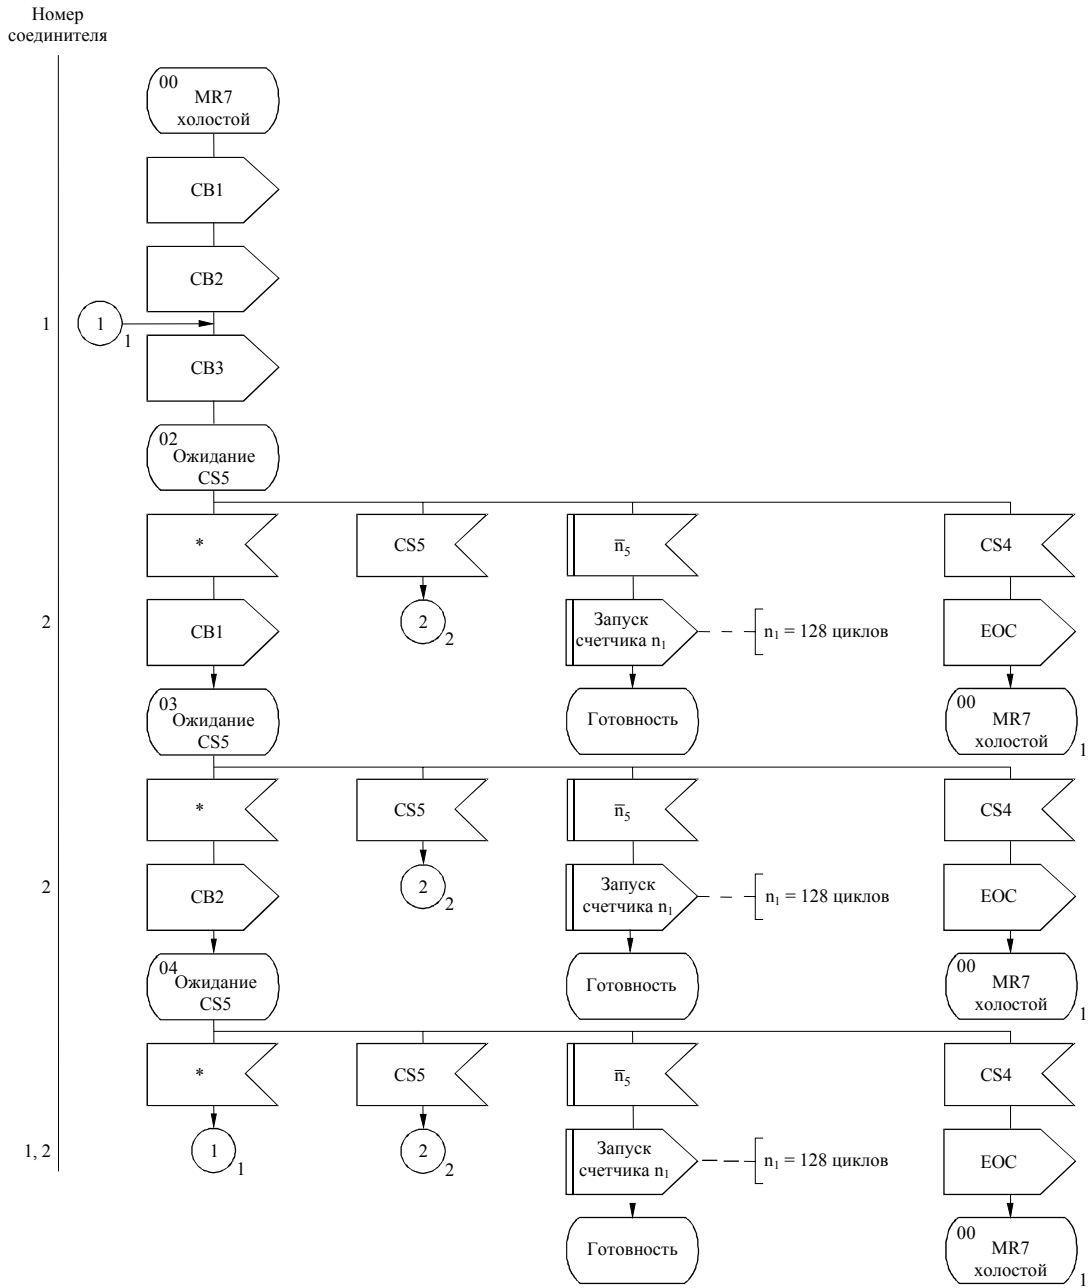 Номер
соединителя
00
MR7
холостой
CB1
CB2
1
1
1
CB3
02
Ожидание
CS5
*
CS5
n̅₅
CS4
2
CB1
2
2
Запуск
счетчика n₁
n₁ = 128 циклов
EOC
03
Ожидание
CS5
Готовность
00
MR7
холостой
1
*
CS5
n̅₅
CS4
2
CB2
2
2
Запуск
счетчика n₁
n₁ = 128 циклов
EOC
04
Ожидание
CS5
Готовность
00
MR7
холостой
1
*
CS5
n̅₅
CS4
1, 2
1
1
2
2
Запуск
счетчика n₁
n₁ = 128 циклов
EOC
Готовность
00
MR7
холостой
1